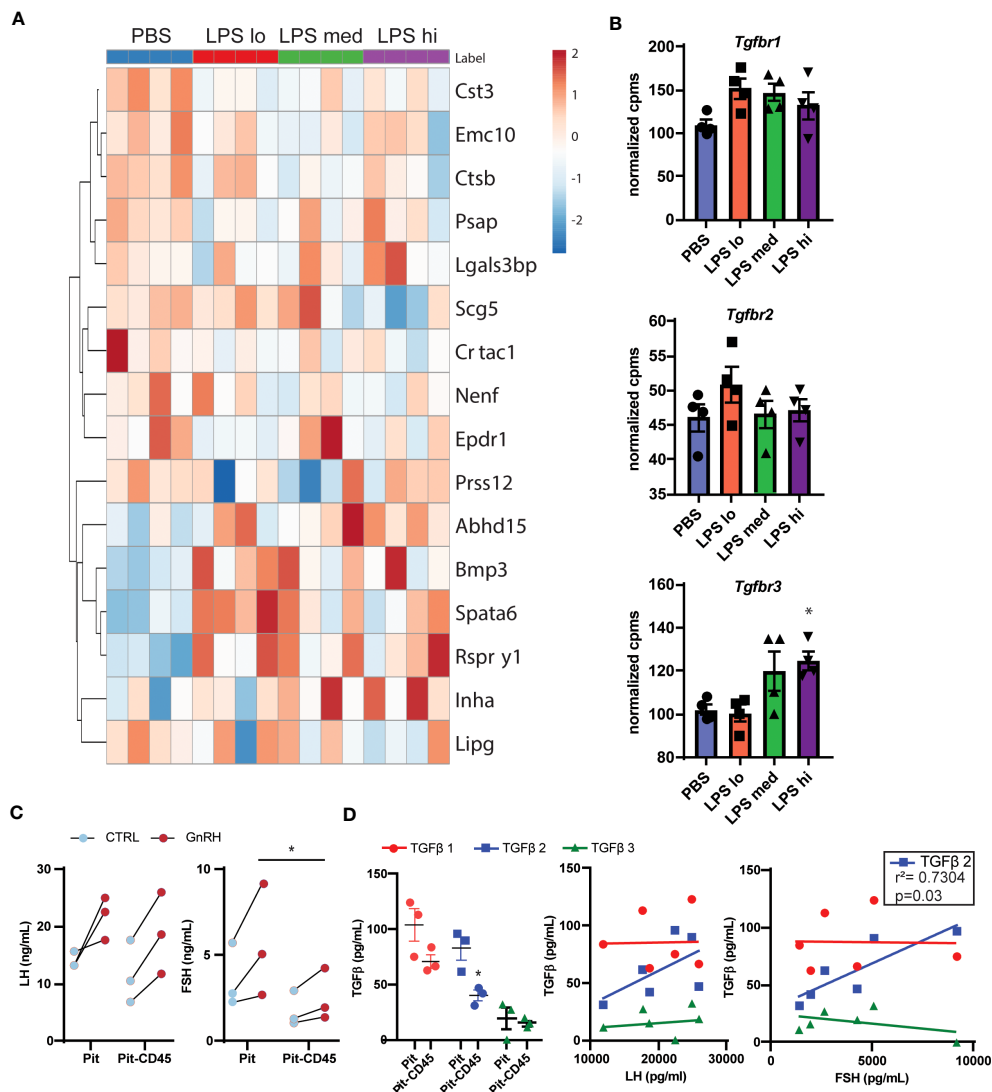 A
PBS LPS lo LPS med LPS hi
Label
Cst3
Emc10
Ctsb
Psap
Lgals3bp
Scg5
Cr tac1
Nenf
Epdr1
Prss12
Abhd15
Bmp3
Spata6
Rspr y1
Inha
Lipg
2
1
0
-1
-2
B
Tgfbr1
normalized cpms
200
150
100
50
0
PBS
LPS lo
LPS med
LPS hi
Tgfbr2
normalized cpms
60
55
50
45
40
35
PBS
LPS lo
LPS med
LPS hi
Tgfbr3
normalized cpms
160
140
120
100
80
*
PBS
LPS lo
LPS med
LPS hi
C
CTRL GnRH
LH (ng/mL)
30
20
10
0
Pit Pit-CD45
FSH (ng/mL)
10
5
0
*
Pit Pit-CD45
D
TGFβ 1 TGFβ 2 TGFβ 3
TGFβ (pg/mL)
150
100
50
0
*
Pit
Pit-CD45
Pit
Pit-CD45
Pit
Pit-CD45
TGFβ (pg/mL)
150
100
50
0
10000 20000 30000
LH (pg/ml)
TGFβ (pg/mL)
150
100
50
0
0 5000 10000
FSH (pg/mL)
TGFβ 2
r²= 0.7304
p=0.03